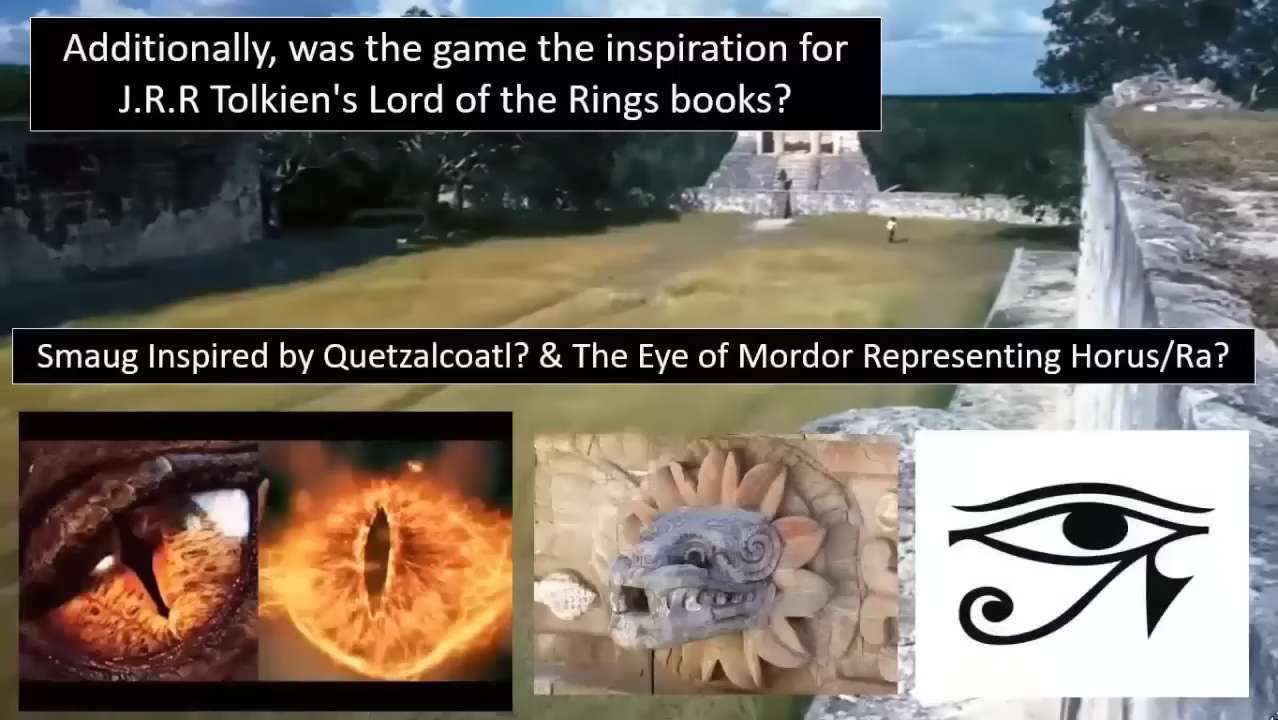 Additionally, was the game the inspiration for
J.R.R Tolkien's Lord of the Rings books?
Smaug Inspired by Quetzalcoatl? & The Eye of Mordor Representing Horus/Ra?